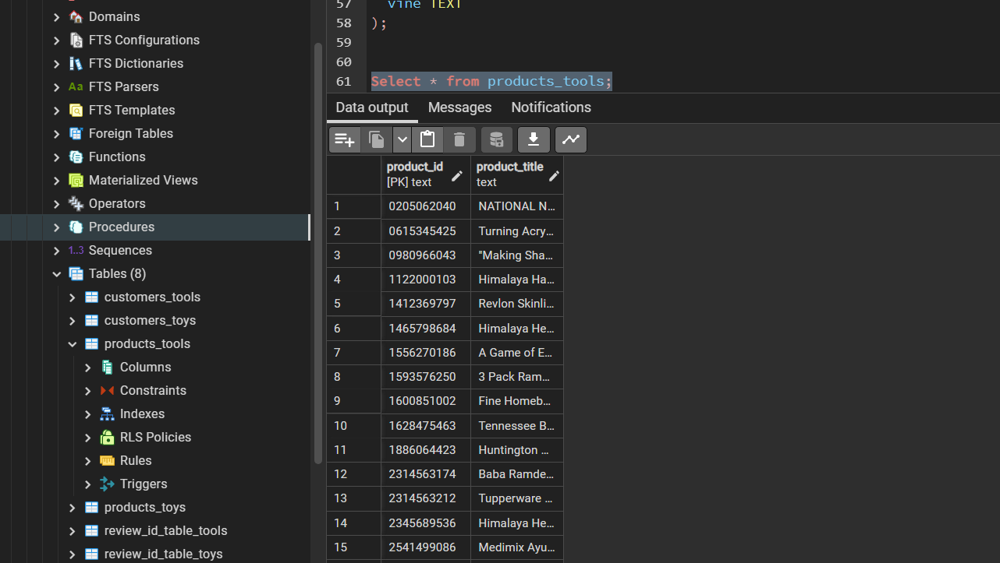 Domains
FTS Configurations
FTS Dictionaries
Aa FTS Parsers
FTS Templates
Foreign Tables
Functions
Materialized Views
Operators
Procedures
1..3 Sequences
Tables (8)
customers_tools
customers_toys
products_tools
Columns
Constraints
Indexes
RLS Policies
Rules
Triggers
products_toys
review_id_table_tools
review_id_table_toys
57 vine TEXT
58 );
59
60
61 Select * from products_tools;
Data output Messages Notifications
product_id product_title
[PK] text text
1 0205062040 NATIONAL N...
2 0615345425 Turning Acry...
3 0980966043 "Making Sha...
4 1122000103 Himalaya Ha...
5 1412369797 Revlon Skinli...
6 1465798684 Himalaya He...
7 1556270186 A Game of E...
8 1593576250 3 Pack Ram...
9 1600851002 Fine Homeb...
10 1628475463 Tennessee B...
11 1886064423 Huntington ...
12 2314563174 Baba Ramde...
13 2314563212 Tupperware ...
14 2345689536 Himalaya He...
15 2541499086 Medimix Ayu...